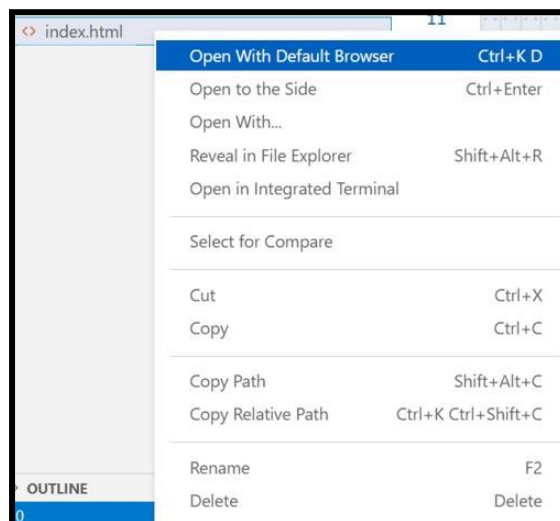 <> index.html
11
Open With Default Browser Ctrl+K D
Open to the Side Ctrl+Enter
Open With...
Reveal in File Explorer Shift+Alt+R
Open in Integrated Terminal
Select for Compare
Cut Ctrl+X
Copy Ctrl+C
Copy Path Shift+Alt+C
Copy Relative Path Ctrl+K Ctrl+Shift+C
Rename F2
OUTLINE
Delete Delete
0